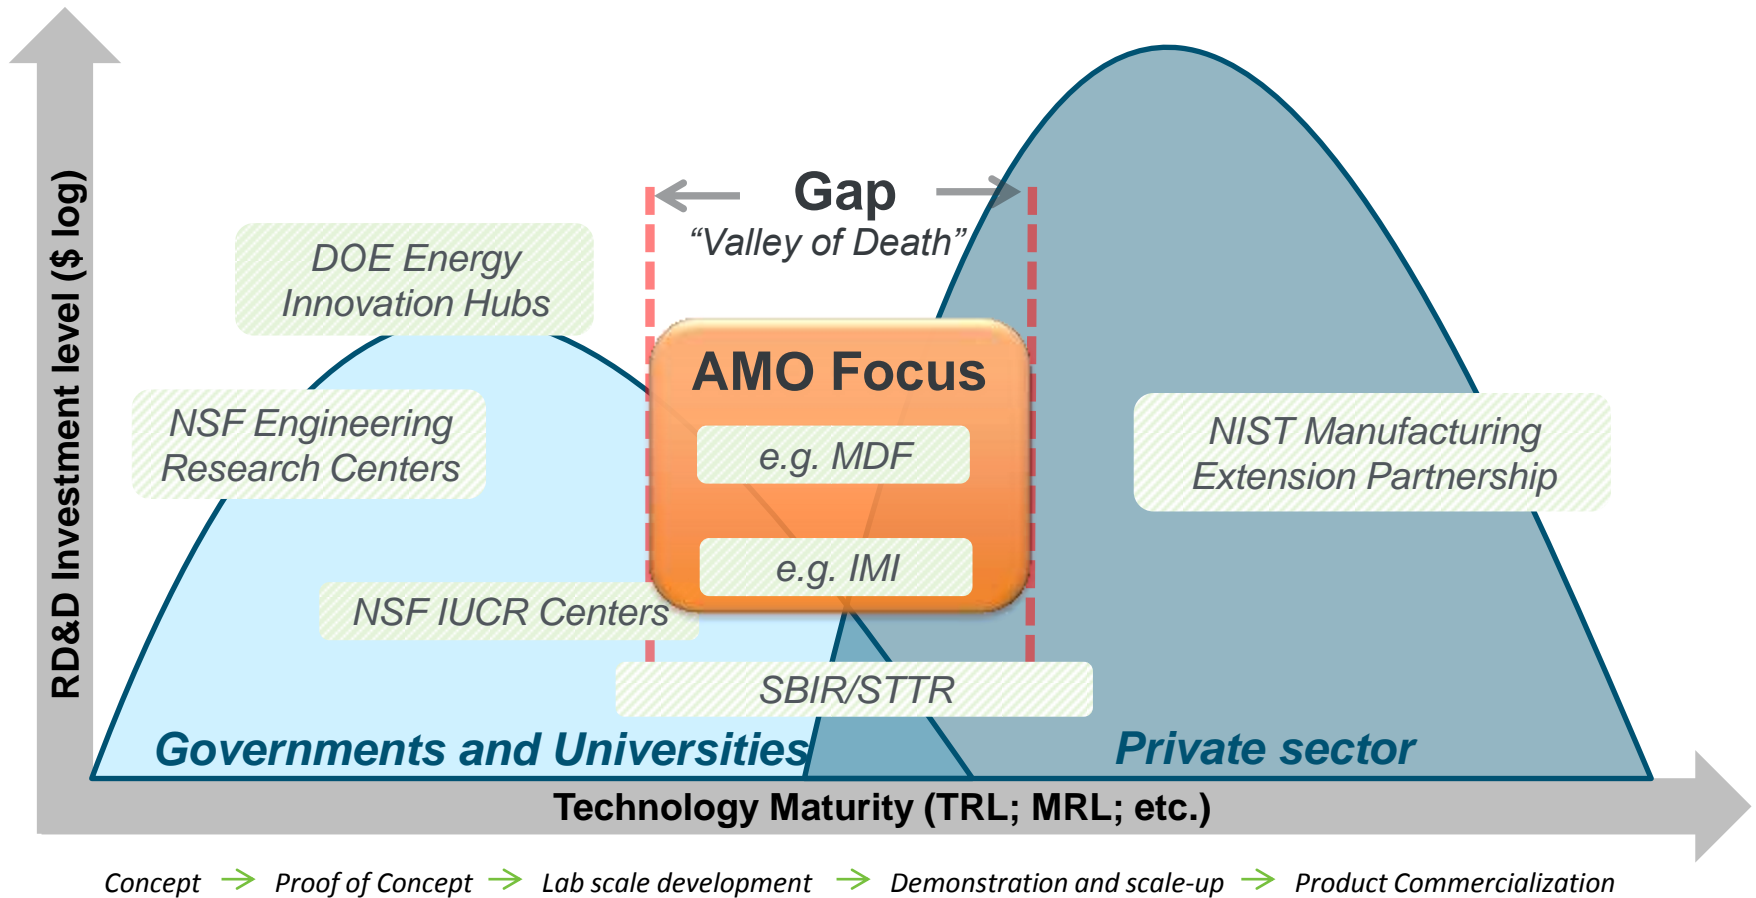 RD&D Investment level ($ log)
Gap
“Valley of Death”
DOE Energy
Innovation Hubs
AMO Focus
NSF Engineering
Research Centers
e.g. MDF
NIST Manufacturing
Extension Partnership
e.g. IMI
NSF IUCR Centers
SBIR/STTR
Governments and Universities
Private sector
Technology Maturity (TRL; MRL; etc.)
Concept → Proof of Concept → Lab scale development → Demonstration and scale-up → Product Commercialization